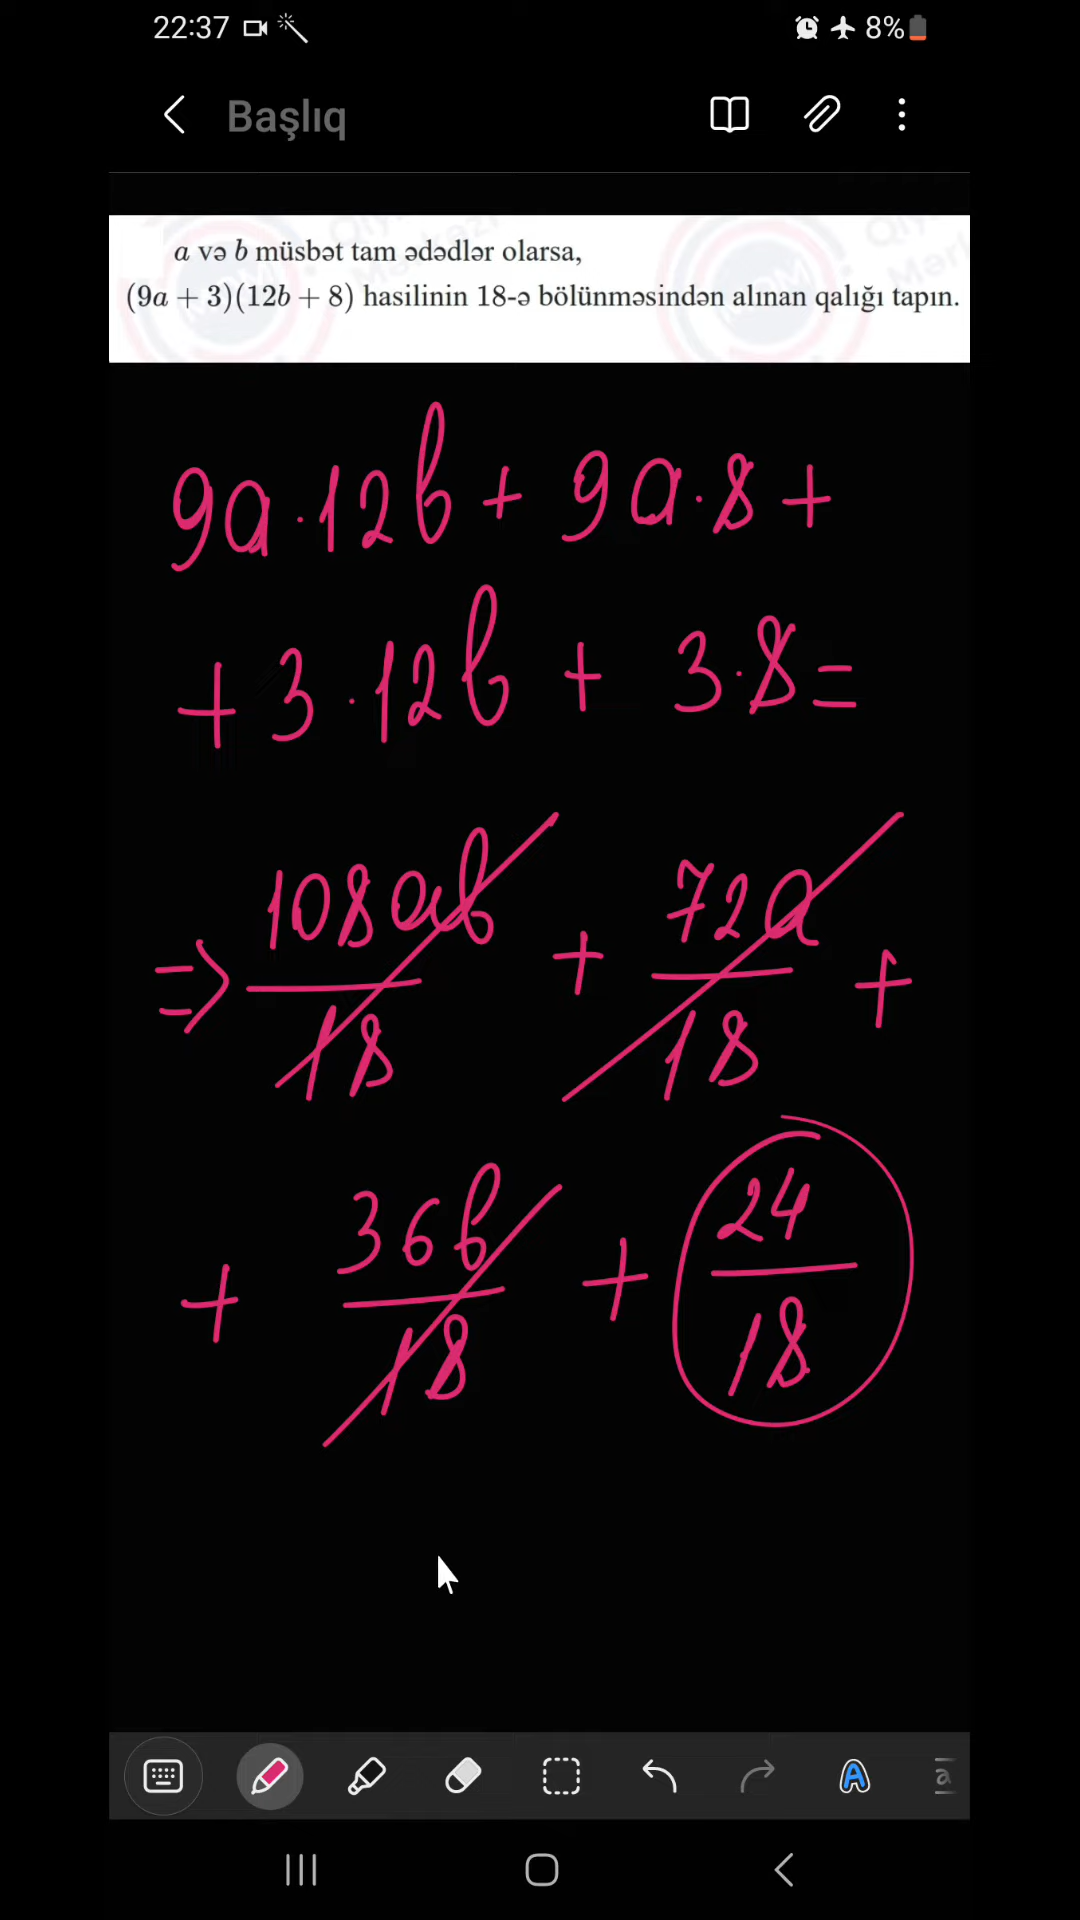 22:37 8%
Başlıq
a və b müsbət tam ədədlər olarsa,
(9a + 3)(12b + 8) hasilinin 18-ə bölünməsindən alınan qalığı tapın.
9a·12b + 9a·8 +
+ 3·12b + 3·8 =
⇒ 108ab/18 + 72a/18 +
+ 36b/18 + 24/18
A a